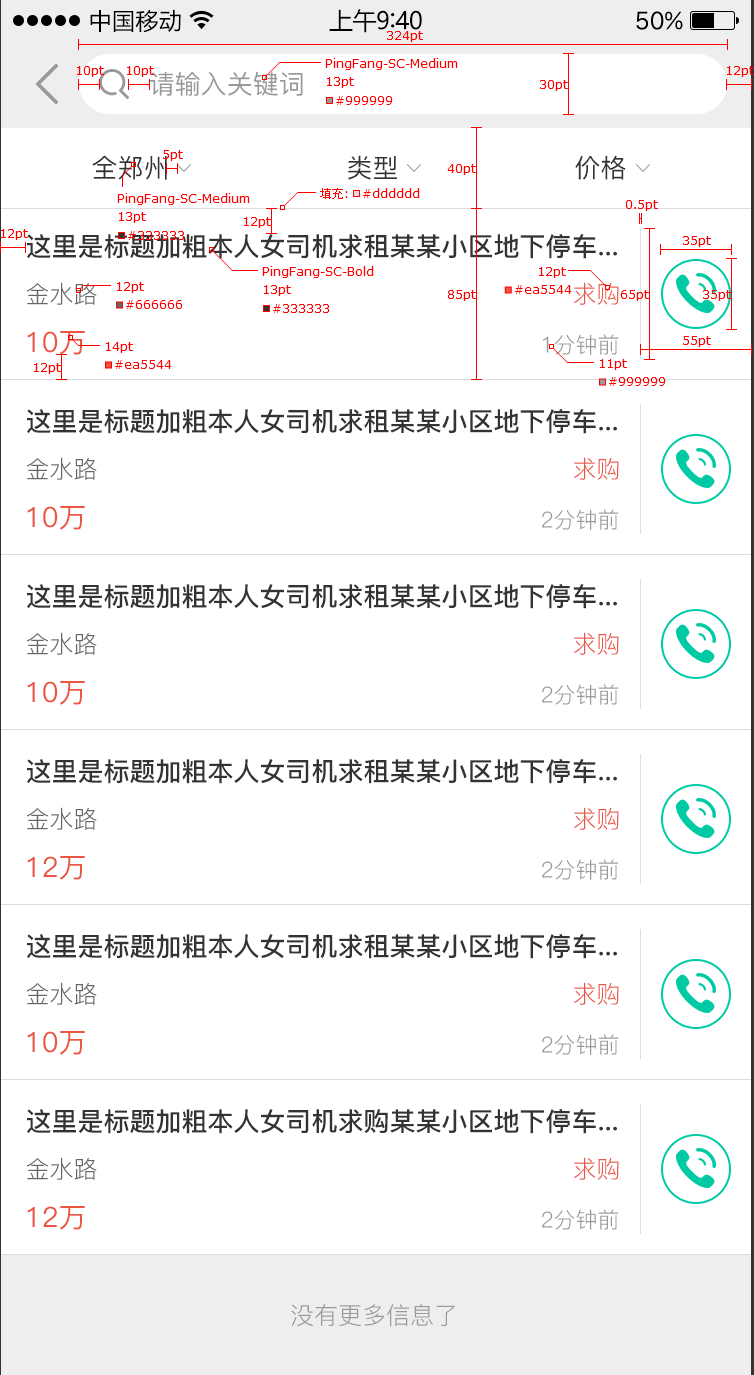 中国移动 上午9:40 50%
324pt
10pt 10pt 12pt
请输入关键词
PingFang-SC-Medium
13pt
#999999
30pt
全郑州 类型 价格
5pt
40pt
PingFang-SC-Medium
13pt
#333333
填充: #dddddd
12pt
0.5pt
12pt
这里是标题加粗本人女司机求租某某小区地下停车...
35pt
PingFang-SC-Bold
13pt
#333333
金水路
12pt
#666666
85pt
12pt
#ea5544
求购
65pt
35pt
10万
14pt
#ea5544
12pt
1分钟前
55pt
11pt
#999999
这里是标题加粗本人女司机求租某某小区地下停车...
金水路 求购
10万 2分钟前
这里是标题加粗本人女司机求租某某小区地下停车...
金水路 求购
10万 2分钟前
这里是标题加粗本人女司机求租某某小区地下停车...
金水路 求购
12万 2分钟前
这里是标题加粗本人女司机求租某某小区地下停车...
金水路 求购
10万 2分钟前
这里是标题加粗本人女司机求购某某小区地下停车...
金水路 求购
12万 2分钟前
没有更多信息了